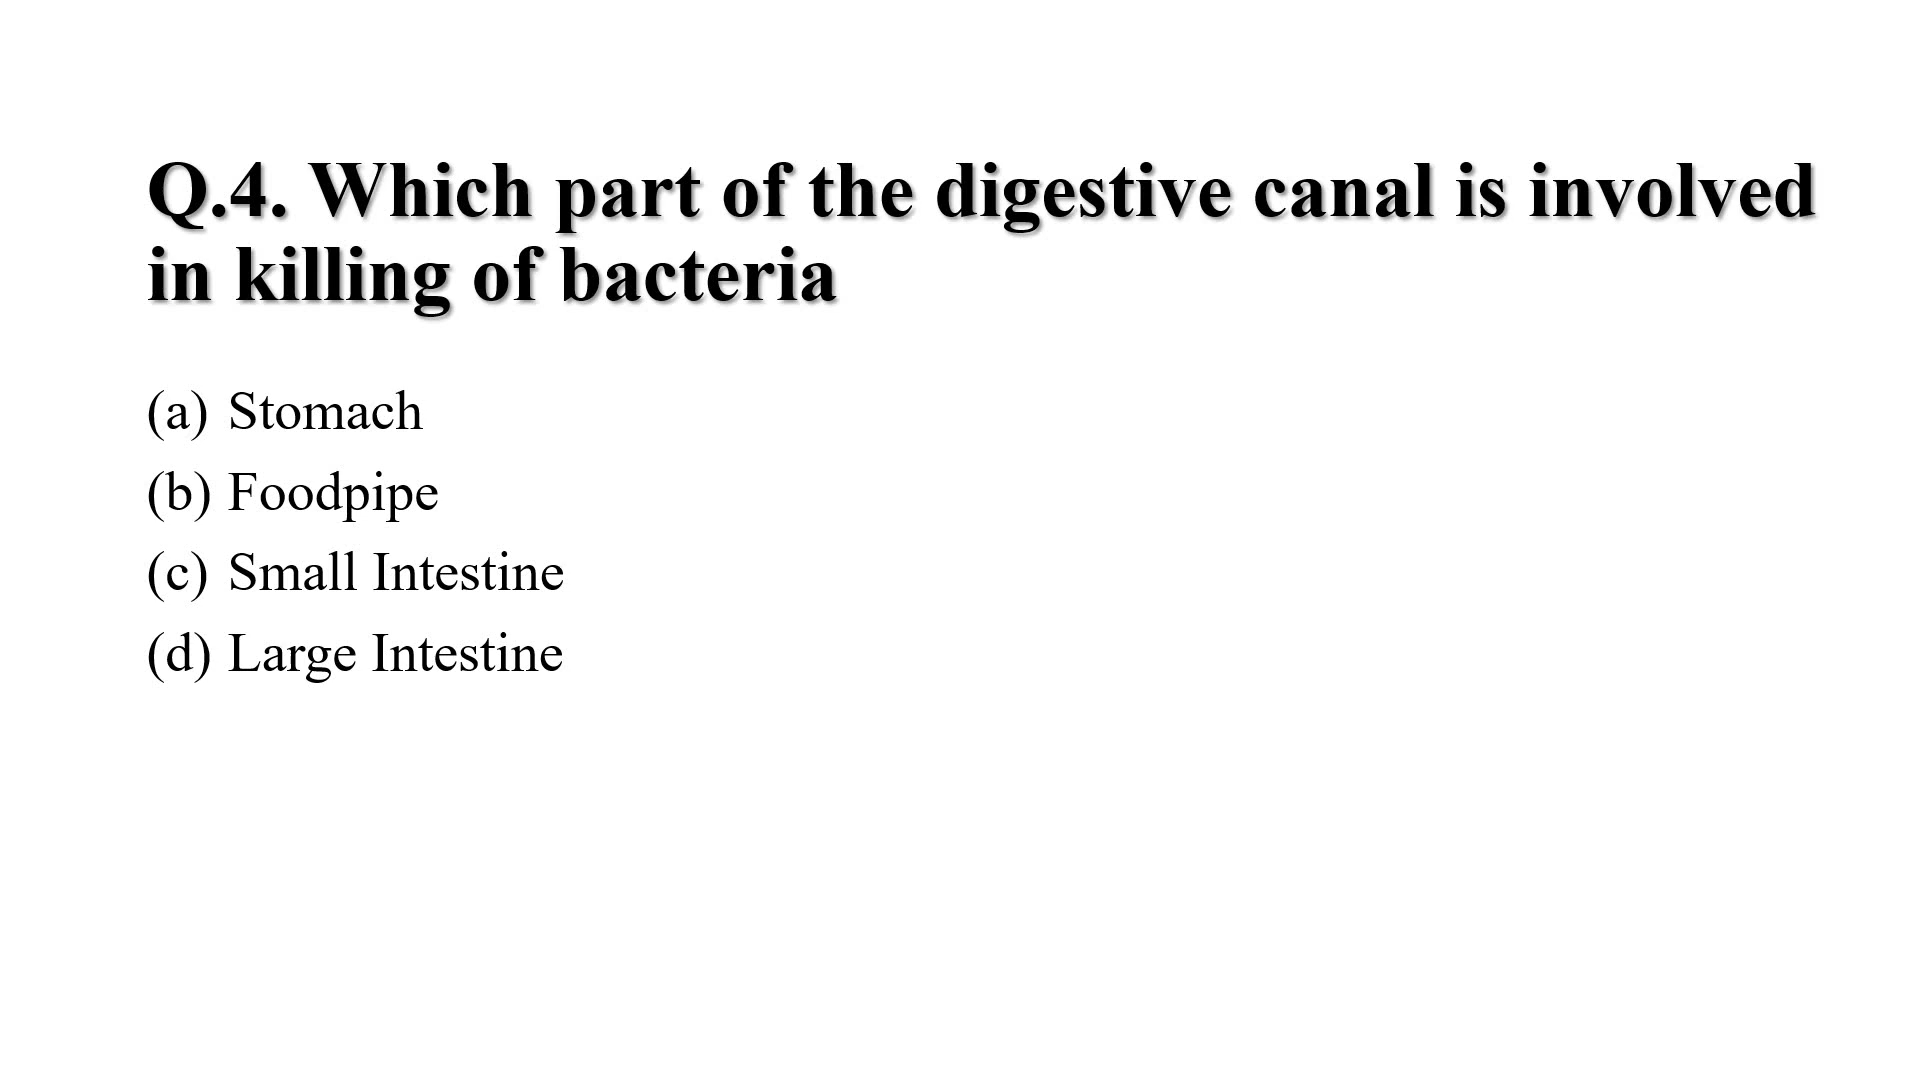 Q.4. Which part of the digestive canal is involved
in killing of bacteria
(a) Stomach
(b) Foodpipe
(c) Small Intestine
(d) Large Intestine